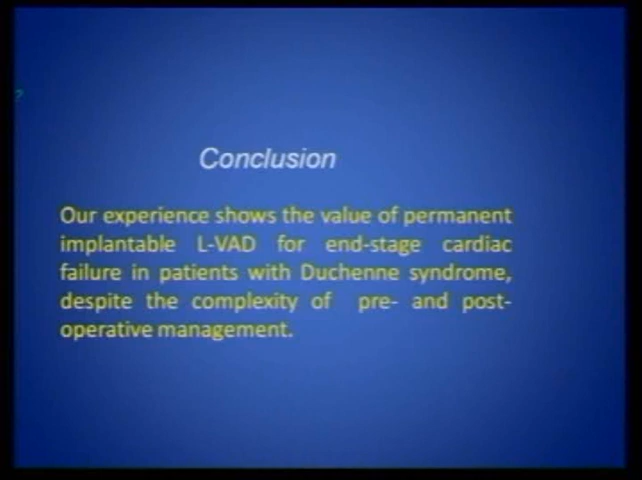 ?
Conclusion
Our experience shows the value of permanent
implantable L-VAD for end-stage cardiac
failure in patients with Duchenne syndrome,
despite the complexity of pre- and post-
operative management.